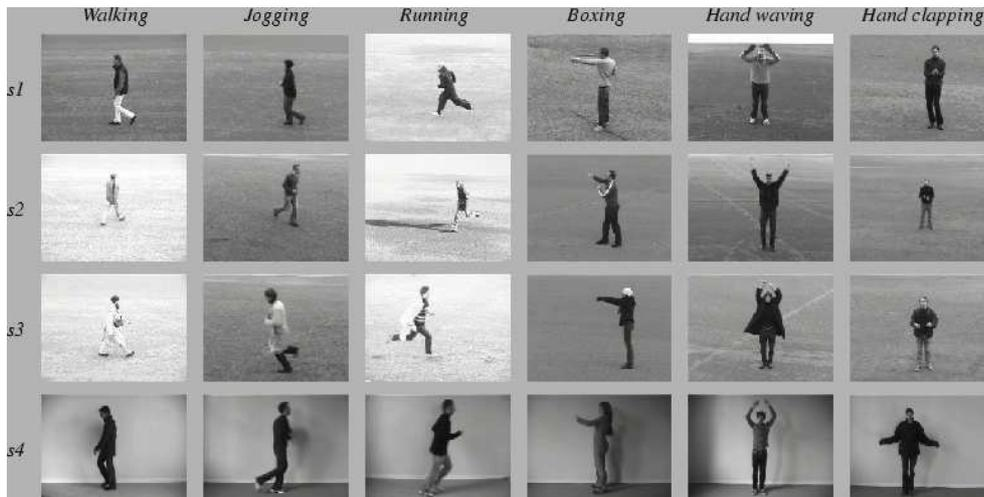 Walking Jogging Running Boxing Hand waving Hand clapping
s1
s2
s3
s4